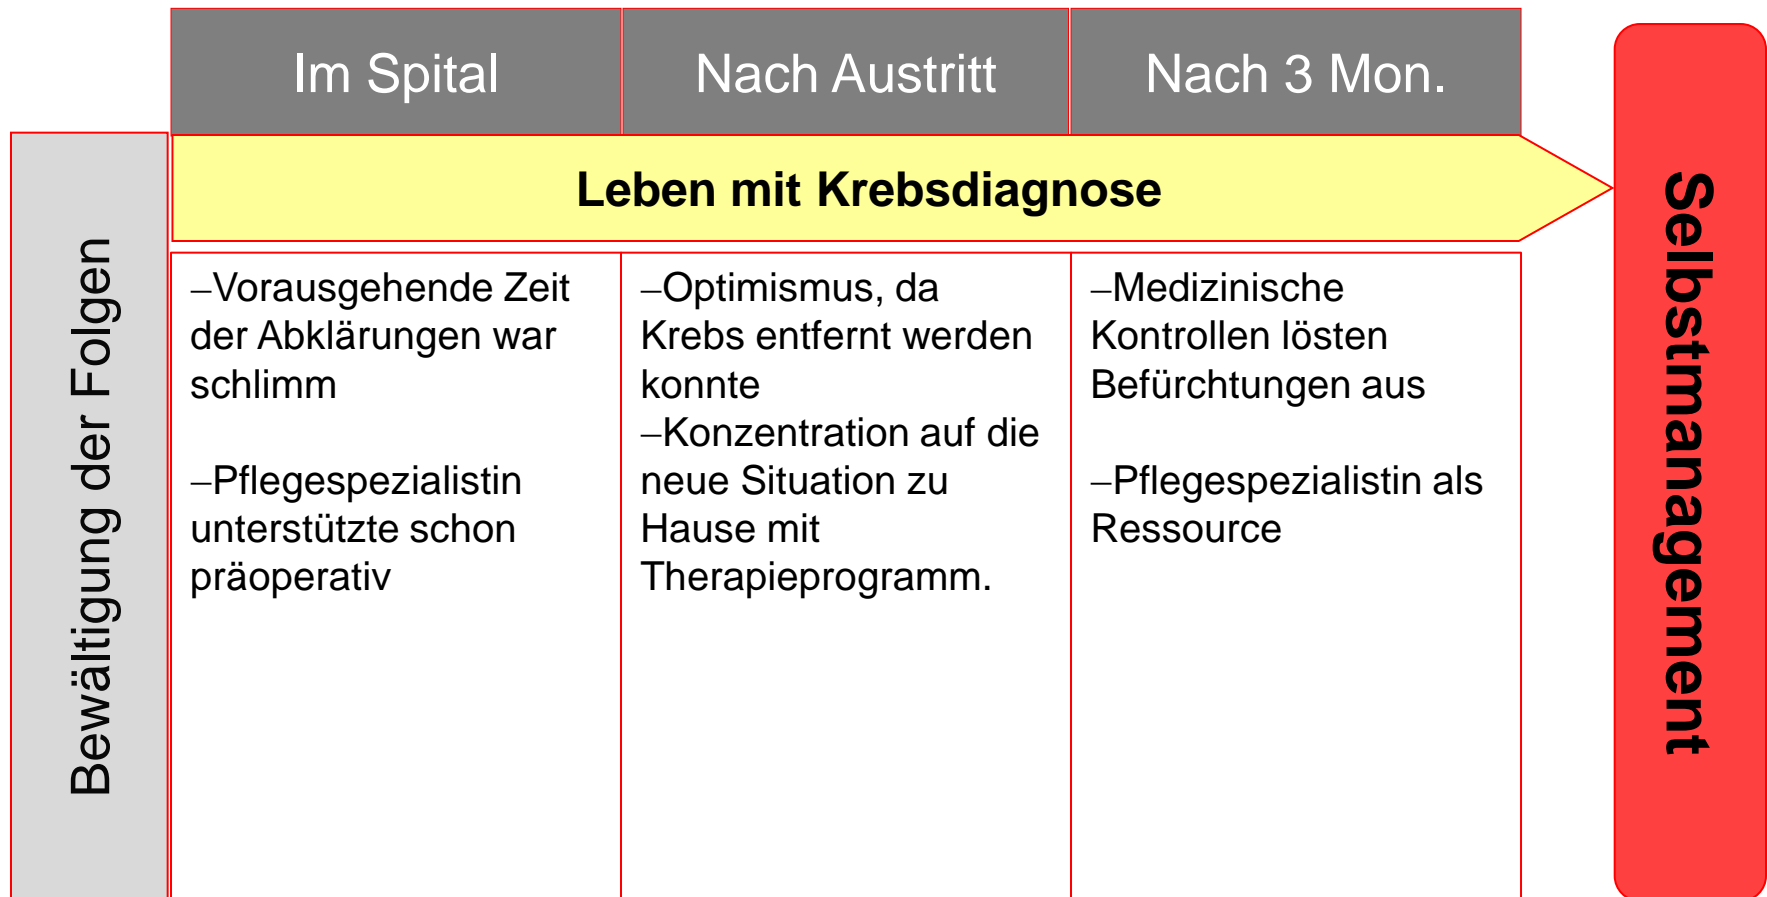 Im Spital
Nach Austritt
Nach 3 Mon.
Leben mit Krebsdiagnose
Bewältigung der Folgen
–Vorausgehende Zeit
der Abklärungen war
schlimm
–Pflegespezialistin
unterstützte schon
präoperativ
–Optimismus, da
Krebs entfernt werden
konnte
–Konzentration auf die
neue Situation zu
Hause mit
Therapieprogramm.
–Medizinische
Kontrollen lösten
Befürchtungen aus
–Pflegespezialistin als
Ressource
Selbstmanagement